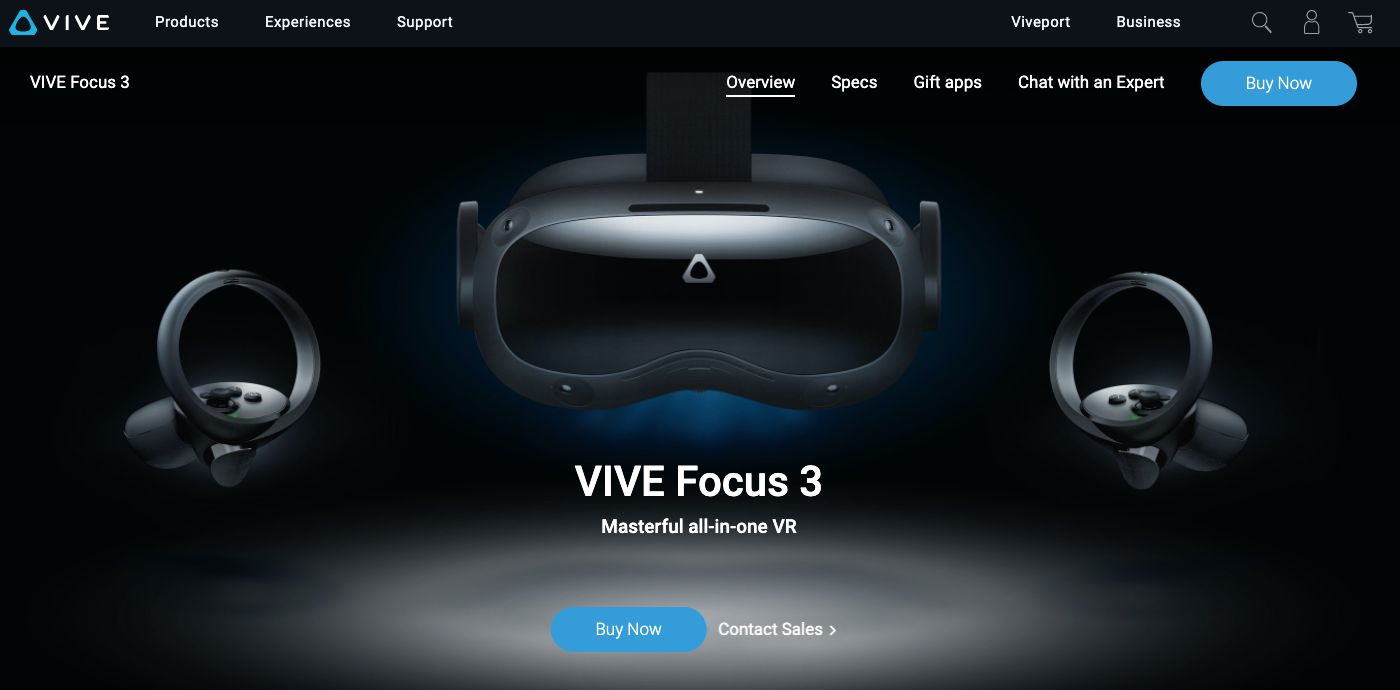 VIVE Products Experiences Support Viveport Business
VIVE Focus 3 Overview Specs Gift apps Chat with an Expert Buy Now
VIVE Focus 3
Masterful all-in-one VR
Buy Now Contact Sales >